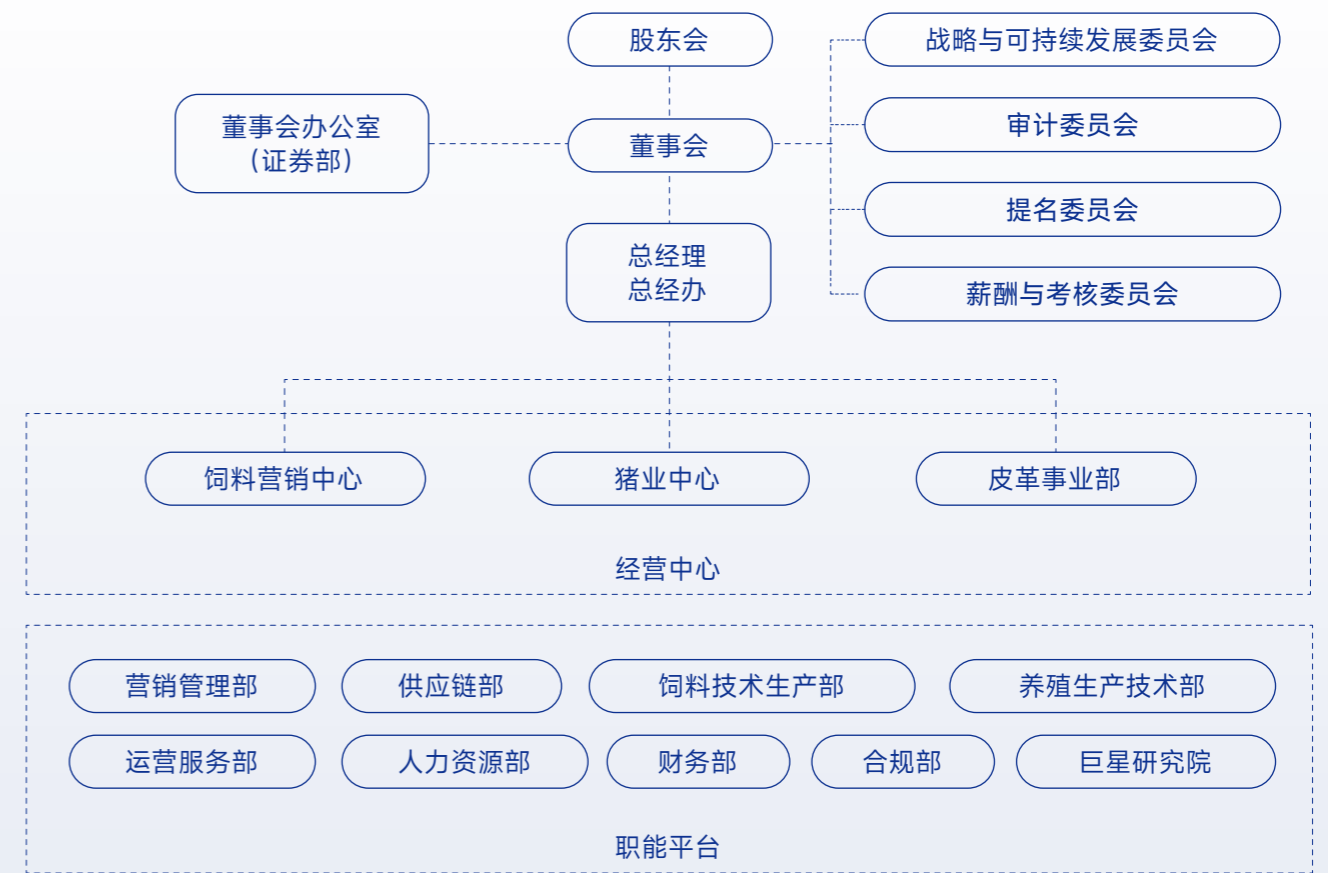 股东会
董事会办公室
(证券部)
董事会
总经理
总经办
战略与可持续发展委员会
审计委员会
提名委员会
薪酬与考核委员会
饲料营销中心
猪业中心
皮革事业部
经营中心
营销管理部
供应链部
饲料技术生产部
养殖生产技术部
运营服务部
人力资源部
财务部
合规部
巨星研究院
职能平台